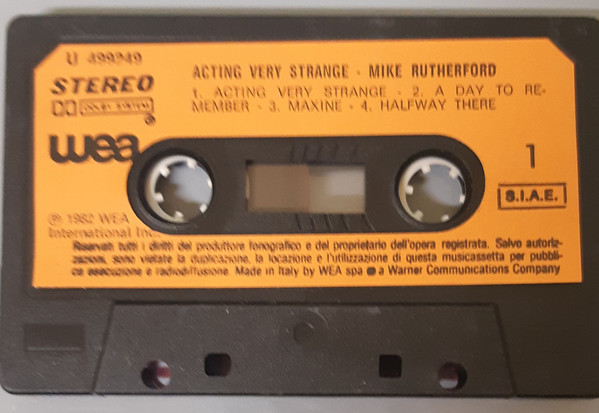 U 499249
STEREO
DOLBY SYSTEM
R
wea
ACTING VERY STRANGE · MIKE RUTHERFORD
1. ACTING VERY STRANGE · 2. A DAY TO RE-
MEMBER · 3. MAXINE · 4. HALFWAY THERE
1
S.I.A.E.
℗ 1982 WEA
International Inc.
Riservati tutti i diritti del produttore fonografico e del proprietario dell'opera registrata. Salvo autoriz-
zazioni, sono vietate la duplicazione, la locazione e l'utilizzazione di questa musicassetta per pubbli-
ca esecuzione e radiodiffusione. Made in Italy by WEA spa a Warner Communications Company